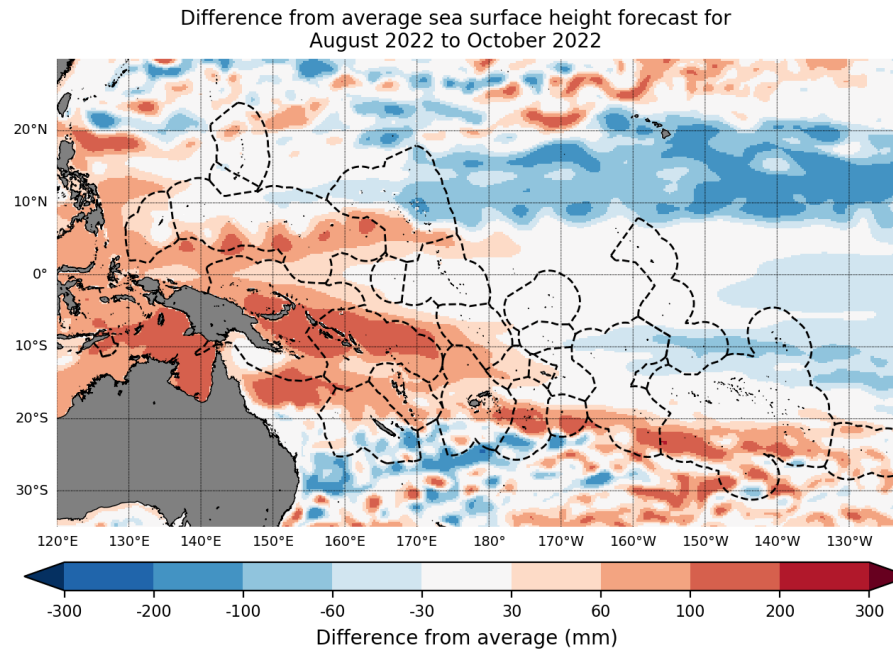 Difference from average sea surface height forecast for
August 2022 to October 2022
20°N
10°N
0°
10°S
20°S
30°S
120°E 130°E 140°E 150°E 160°E 170°E 180° 170°W 160°W 150°W 140°W 130°W
-300 -200 -100 -60 -30 30 60 100 200 300
Difference from average (mm)